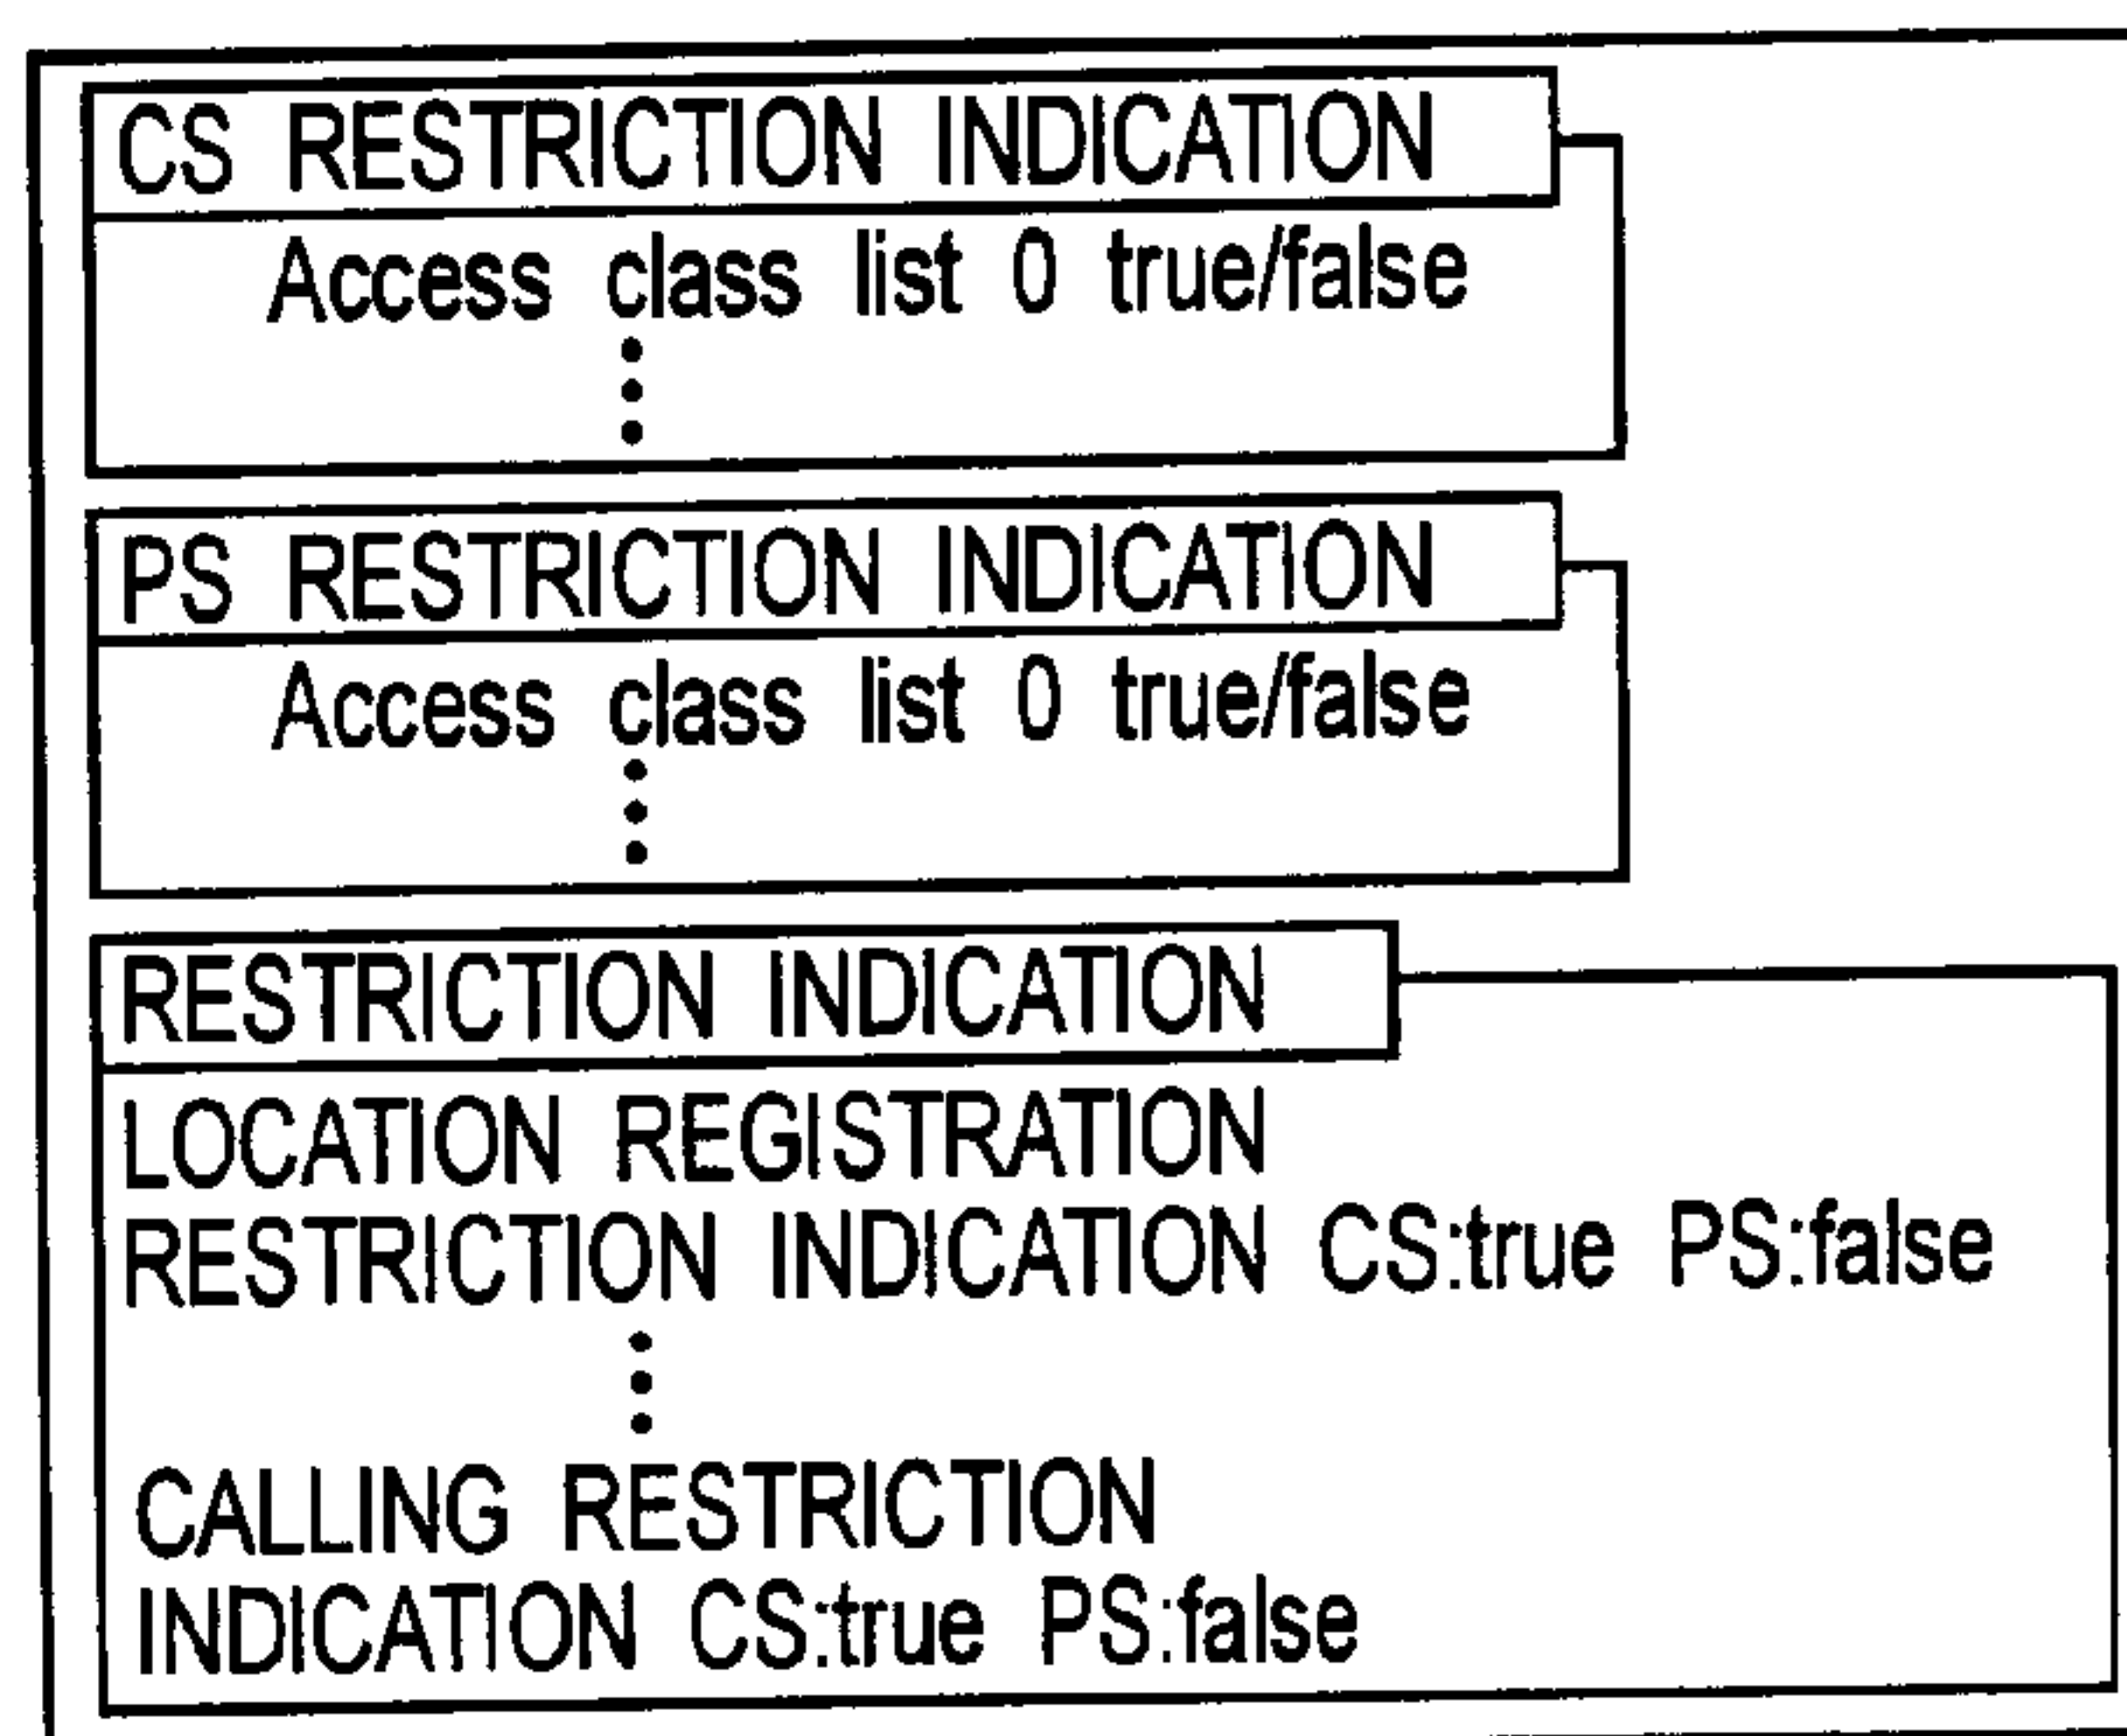 CS RESTRICTION INDICATION
Access class list 0 true/false
PS RESTRICTION INDICATION
Access class list 0 true/false
RESTRICTION INDICATION
LOCATION REGISTRATION
RESTRICTION INDICATION CS:true PS:false
CALLING RESTRICTION
INDICATION CS:true PS:false